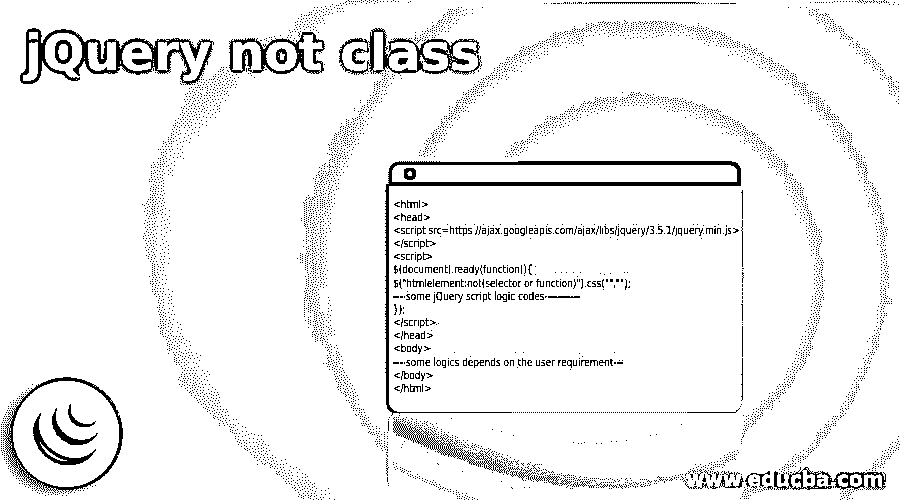 jQuery not class
<html>
<head>
<script src=https://ajax.googleapis.com/ajax/libs/jquery/3.5.1/jquery.min.js>
</script>
<script>
$(document).ready(function(){
$("htmlelement:not(selector or function)").css("","");
----some jQuery script logic codes-----------
});
</script>
</head>
<body>
----some logics depends on the user requirement----
</body>
</html>
www.educba.com